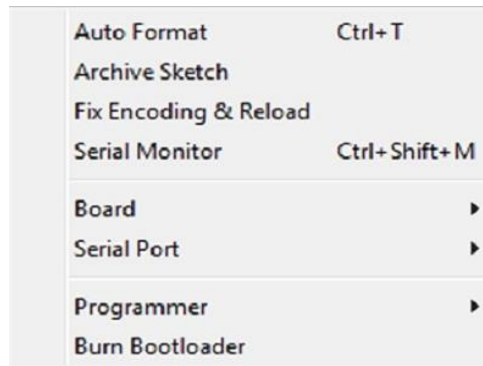 Auto Format Ctrl+T
Archive Sketch
Fix Encoding & Reload
Serial Monitor Ctrl+Shift+M
Board
Serial Port
Programmer
Burn Bootloader